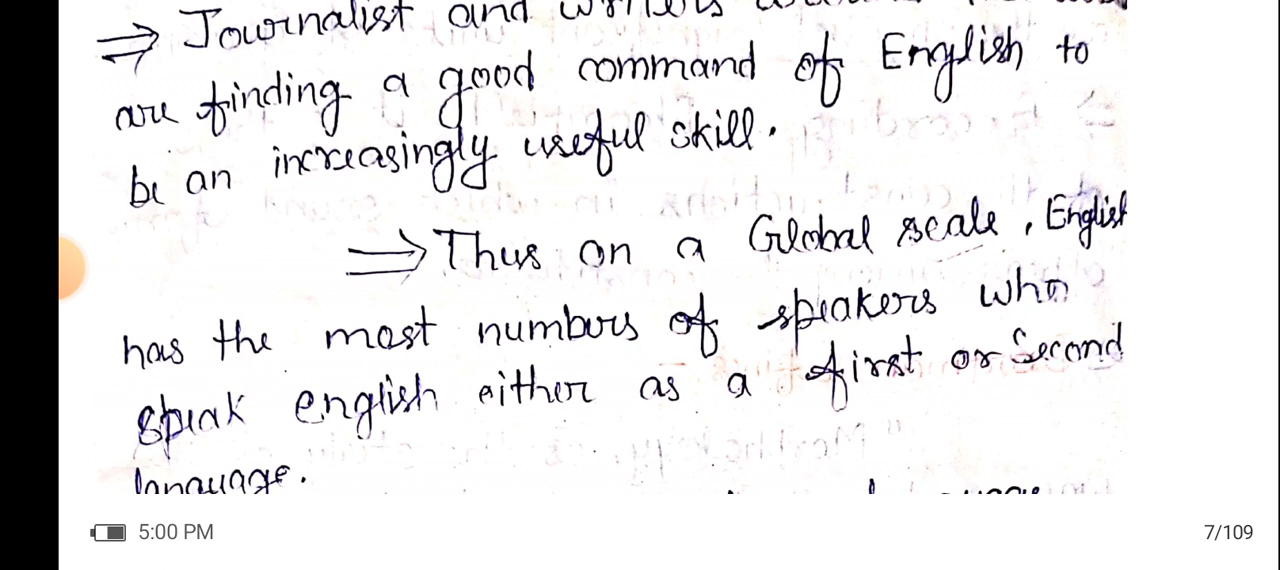 ⇒ Journalist and writers
are finding a good command of English to
be an increasingly useful skill.
⇒ Thus on a Global scale, English
has the most numbers of speakers who
speak english either as a first or Second
language.
5:00 PM
7/109